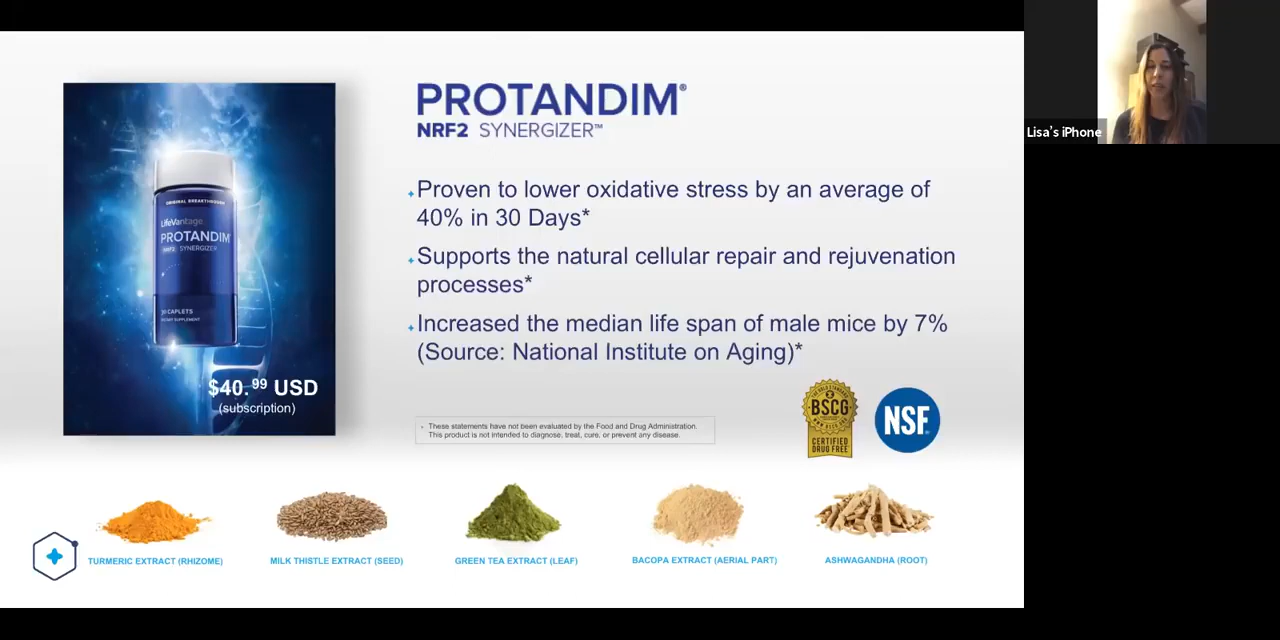 PROTANDIM®
NRF2 SYNERGIZER™
Proven to lower oxidative stress by an average of
40% in 30 Days*
Supports the natural cellular repair and rejuvenation
processes*
Increased the median life span of male mice by 7%
(Source: National Institute on Aging)*
ORIGINAL BREAKTHROUGH
LifeVantage
PROTANDIM
NRF2 SYNERGIZER
30 CAPLETS
DIETARY SUPPLEMENT
$40.99 USD
(subscription)
These statements have not been evaluated by the Food and Drug Administration.
This product is not intended to diagnose, treat, cure, or prevent any disease.
BSCG
CERTIFIED
DRUG FREE
NSF
TURMERIC EXTRACT (RHIZOME)
MILK THISTLE EXTRACT (SEED)
GREEN TEA EXTRACT (LEAF)
BACOPA EXTRACT (AERIAL PART)
ASHWAGANDHA (ROOT)
Lisa's iPhone